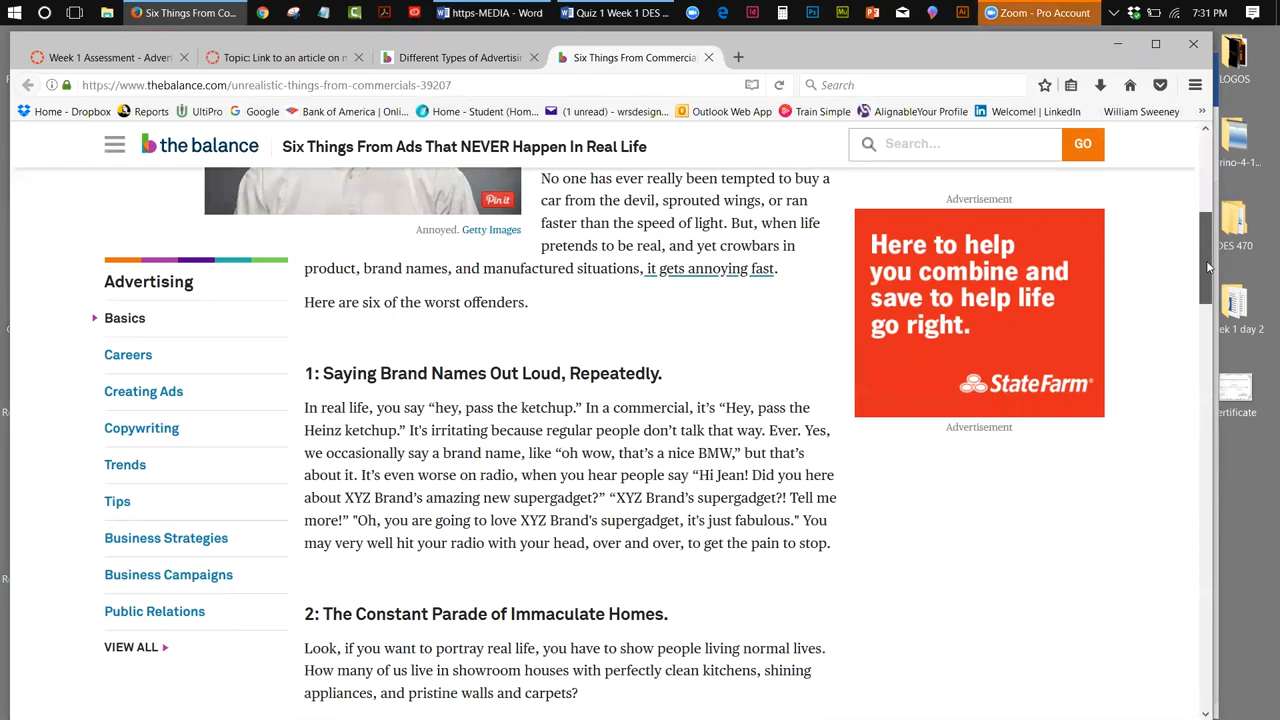 Six Things From Co...
https-MEDIA - Word
Quiz 1 Week 1 DES ...
Zoom - Pro Account
7:31 PM
Week 1 Assessment - Adver
Topic: Link to an article on n
Different Types of Advertisin
Six Things From Commercia
https://www.thebalance.com/unrealistic-things-from-commercials-39207
Search
Home - Dropbox
Reports
UltiPro
Google
Bank of America | On...
Home - Student (Hom...
(1 unread) - wrsdesign...
Outlook Web App
Train Simple
AlignableYour Profile
Welcome! | LinkedIn
William Sweeney
LOGOS
rino-4-1...
DES 470
ek 1 day 2
ertificate
the balance
Six Things From Ads That NEVER Happen In Real Life
Search...
GO
Pin it
Annoyed. Getty Images
No one has ever really been tempted to buy a
car from the devil, sprouted wings, or ran
faster than the speed of light. But, when life
pretends to be real, and yet crowbars in
product, brand names, and manufactured situations, it gets annoying fast.
Here are six of the worst offenders.
1: Saying Brand Names Out Loud, Repeatedly.
In real life, you say “hey, pass the ketchup.” In a commercial, it’s “Hey, pass the
Heinz ketchup.” It's irritating because regular people don’t talk that way. Ever. Yes,
we occasionally say a brand name, like “oh wow, that’s a nice BMW,” but that’s
about it. It’s even worse on radio, when you hear people say “Hi Jean! Did you here
about XYZ Brand’s amazing new supergadget?” “XYZ Brand’s supergadget?! Tell me
more!” "Oh, you are going to love XYZ Brand's supergadget, it's just fabulous." You
may very well hit your radio with your head, over and over, to get the pain to stop.
2: The Constant Parade of Immaculate Homes.
Look, if you want to portray real life, you have to show people living normal lives.
How many of us live in showroom houses with perfectly clean kitchens, shining
appliances, and pristine walls and carpets?
Advertising
Basics
Careers
Creating Ads
Copywriting
Trends
Tips
Business Strategies
Business Campaigns
Public Relations
VIEW ALL
Advertisement
Here to help
you combine and
save to help life
go right.
StateFarm®
Advertisement